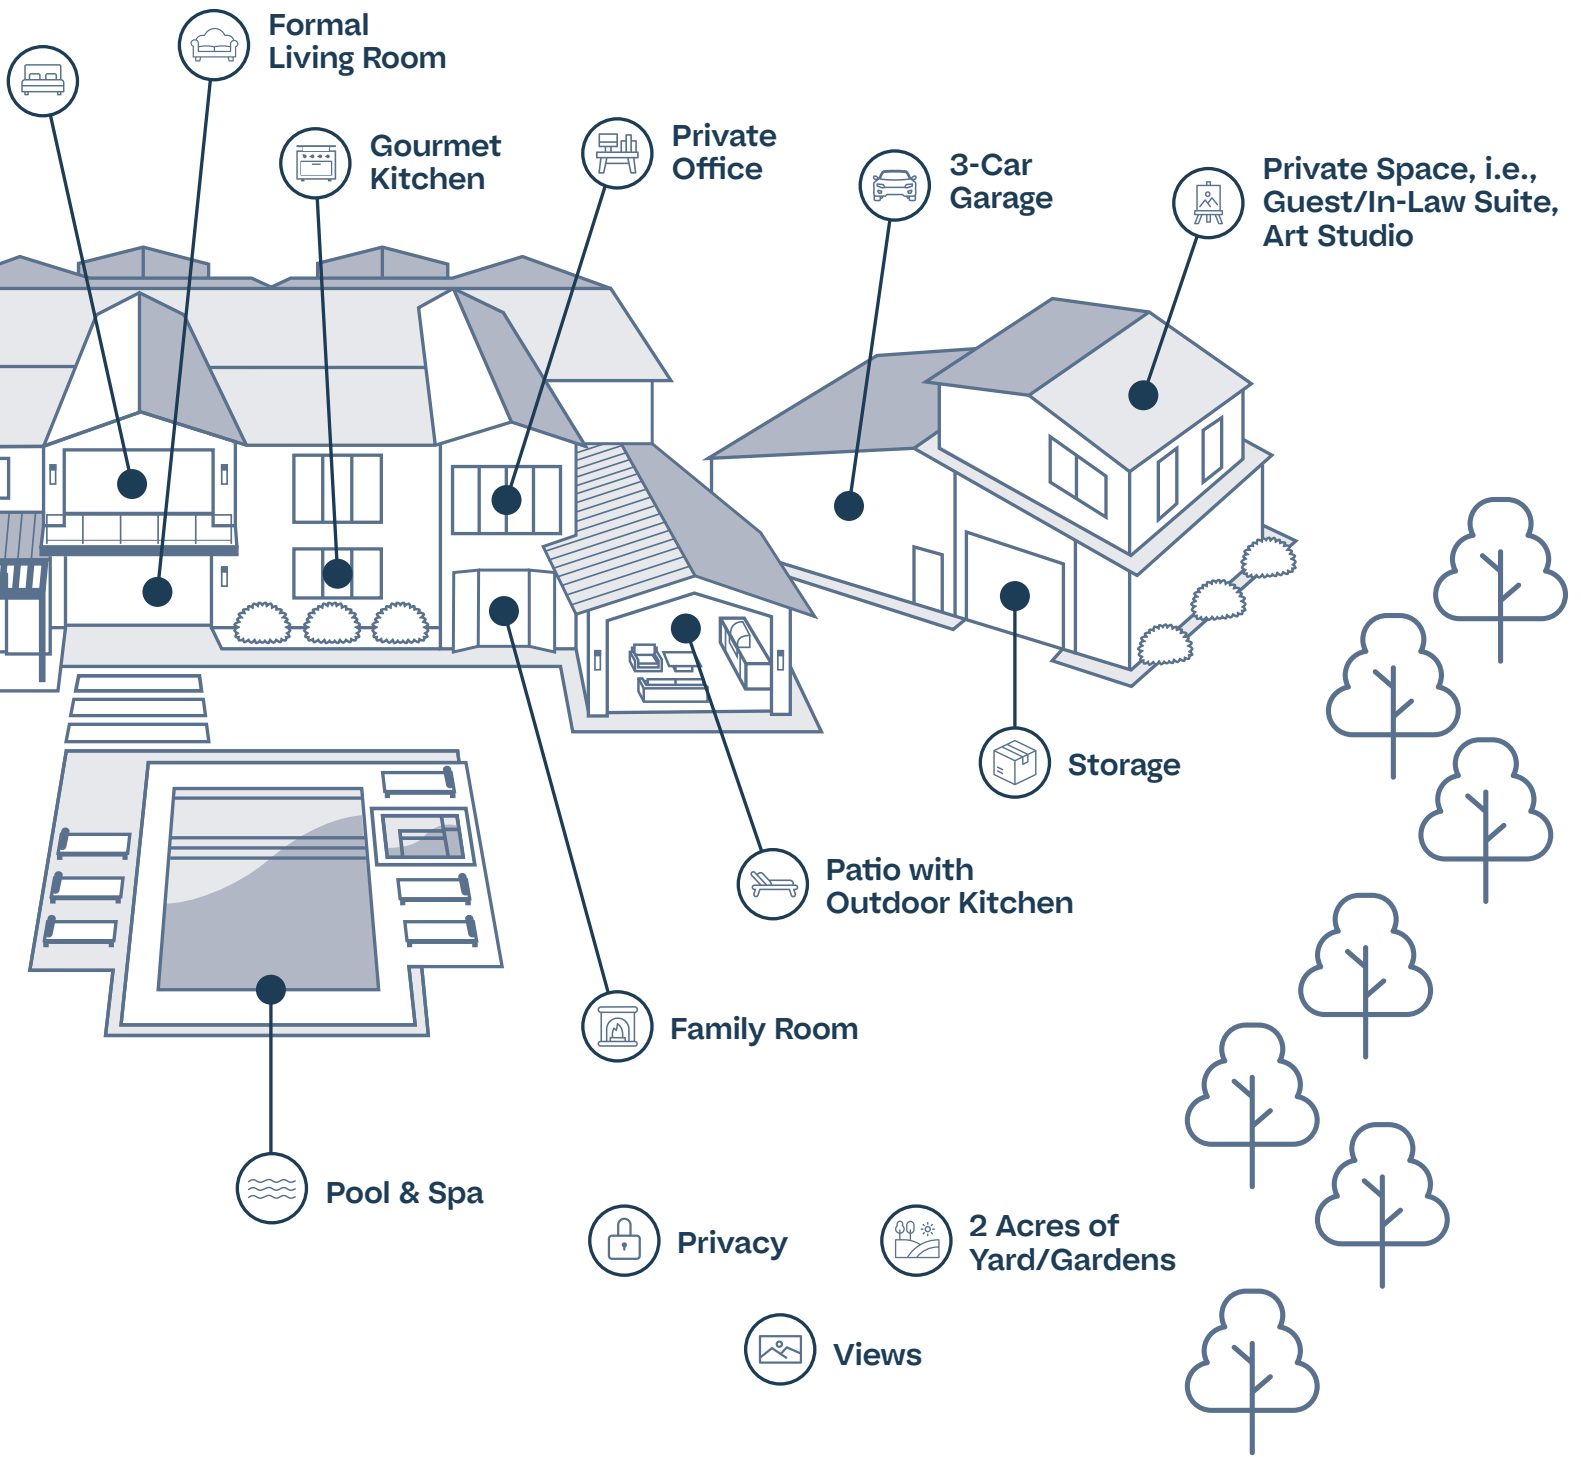 Formal
Living Room
Gourmet
Kitchen
Private
Office
3-Car
Garage
Private Space, i.e.,
Guest/In-Law Suite,
Art Studio
Storage
Patio with
Outdoor Kitchen
Family Room
Pool & Spa
Privacy
2 Acres of
Yard/Gardens
Views